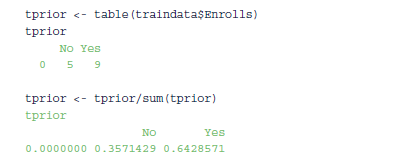 tprior <- table(traindata$Enrolls)
tprior
No Yes
0 5 9
tprior <- tprior/sum(tprior)
tprior
No Yes
0.0000000 0.3571429 0.6428571